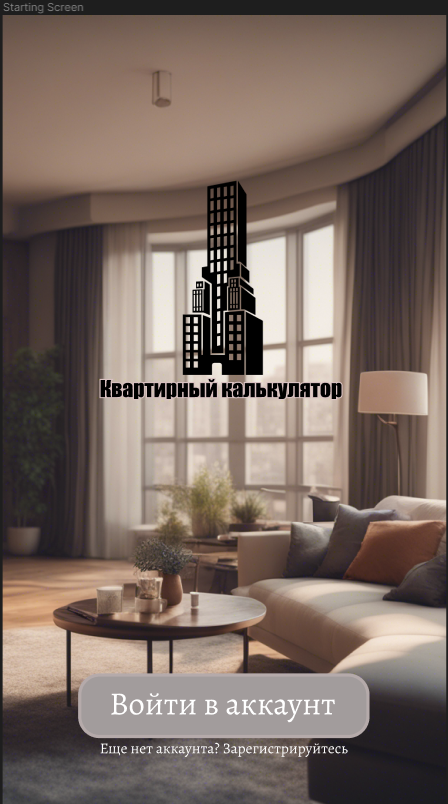 Starting Screen
Квартирный калькулятор
Войти в аккаунт
Еще нет аккаунта? Зарегистрируйтесь